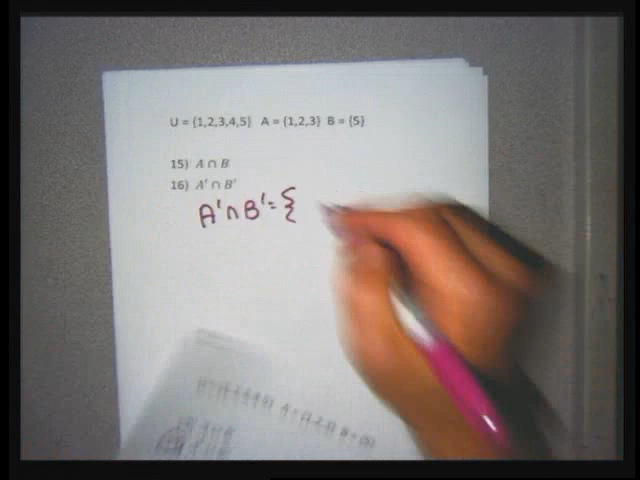 U = {1,2,3,4,5}   A = {1,2,3}  B = {5}
15) A ∩ B
16) A′ ∩ B′
A′ ∩ B′ = {